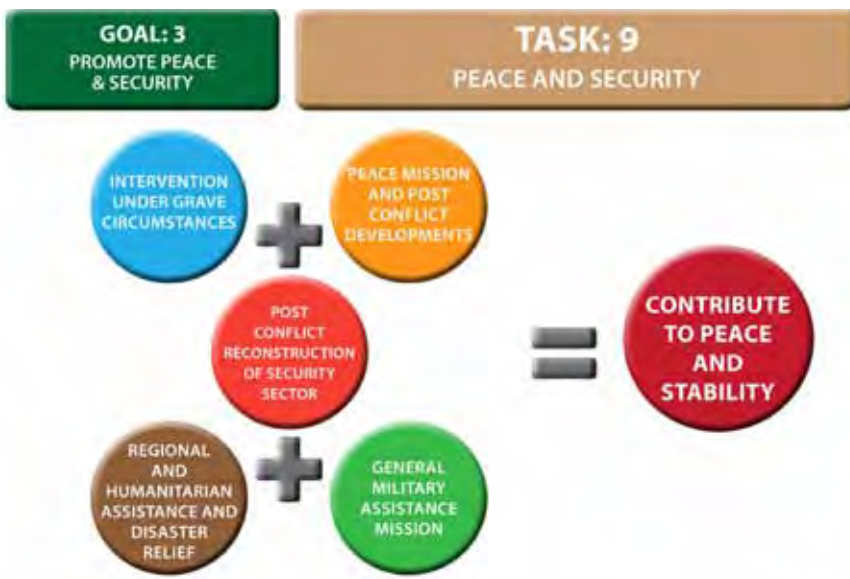 GOAL: 3
PROMOTE PEACE
& SECURITY
TASK: 9
PEACE AND SECURITY
INTERVENTION
UNDER GRAVE
CIRCUMSTANCES
PEACE MISSION
AND POST
CONFLICT
DEVELOPMENTS
POST
CONFLICT
RECONSTRUCTION
OF SECURITY
SECTOR
CONTRIBUTE
TO PEACE
AND
STABILITY
REGIONAL
AND
HUMANITARIAN
ASSISTANCE AND
DISASTER
RELIEF
GENERAL
MILITARY
ASSISTANCE
MISSION